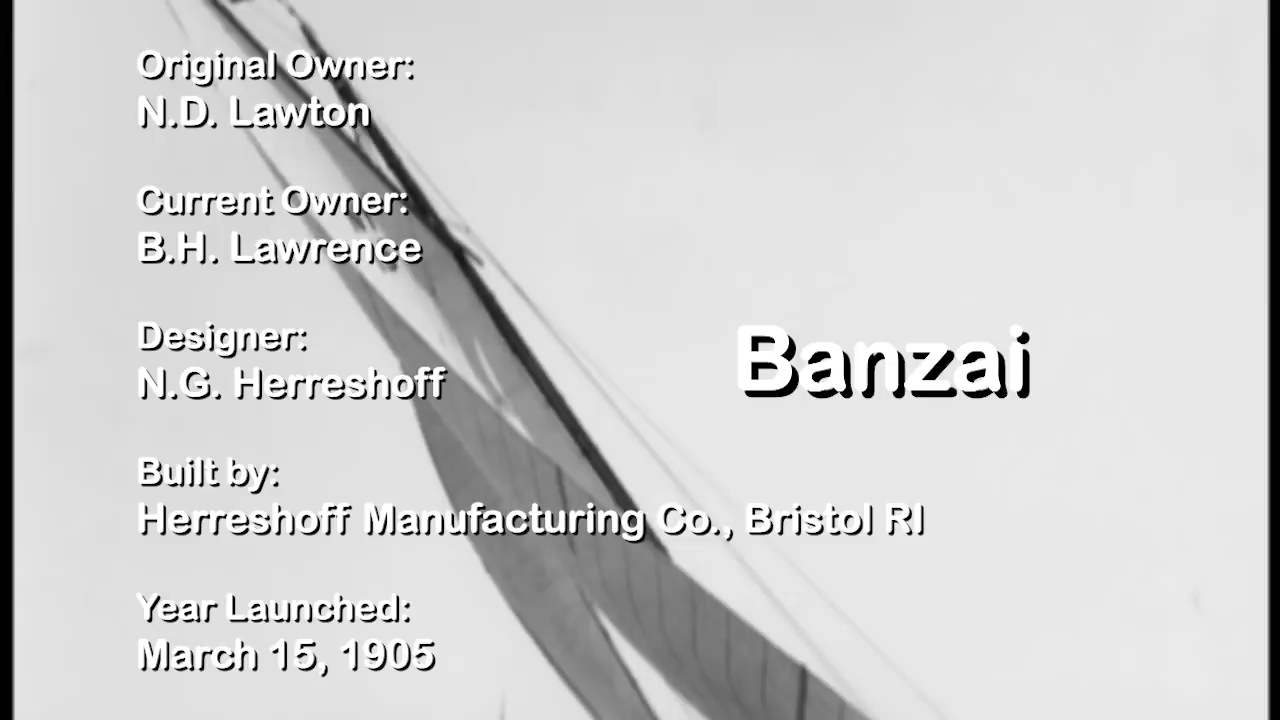 Original Owner:
N.D. Lawton
Current Owner:
B.H. Lawrence
Designer:
N.G. Herreshoff
Banzai
Built by:
Herreshoff Manufacturing Co., Bristol RI
Year Launched:
March 15, 1905